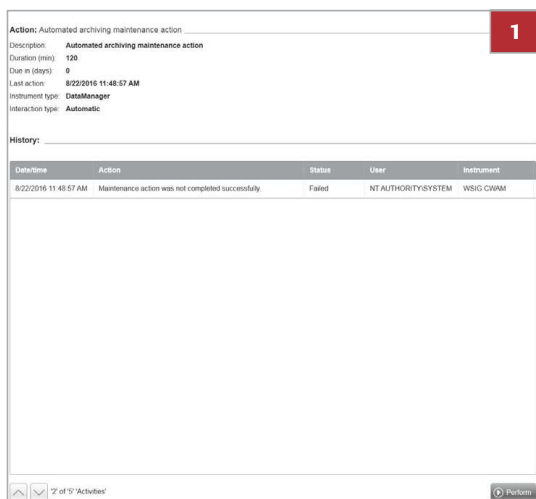 1
Action: Automated archiving maintenance action
Description: Automated archiving maintenance action
Duration (min): 120
Due in (days): 0
Last action: 8/22/2016 11:48:57 AM
Instrument type: DataManager
Interaction type: Automatic
History:
Date/time Action Status User Instrument
8/22/2016 11:48:57 AM Maintenance action was not completed successfully. Failed NT AUTHORITY\SYSTEM WSIG CWAM
'2' of '5' 'Activities'
Perform